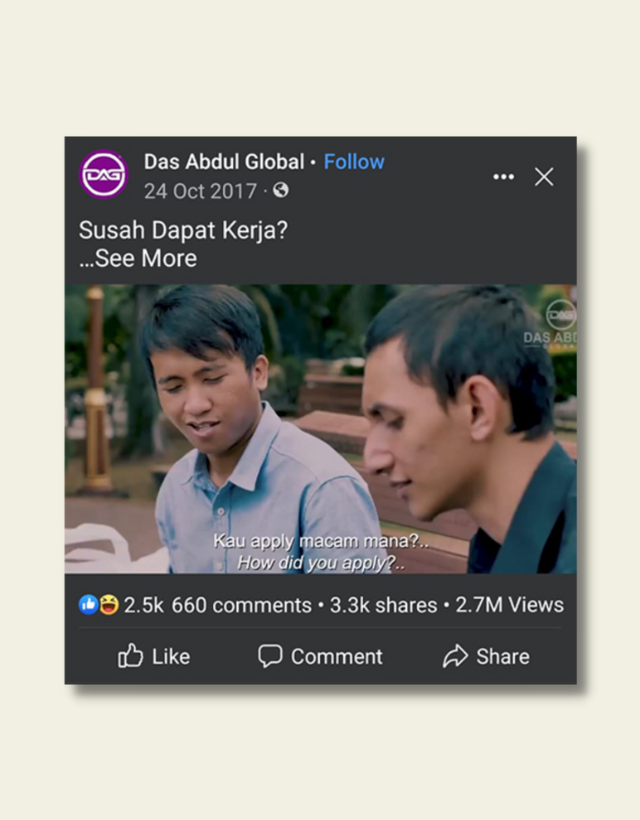 DAG
Das Abdul Global • Follow
24 Oct 2017 ·
Susah Dapat Kerja?
...See More
DAG
DAS ABD
Kau apply macam mana?..
How did you apply?..
2.5k 660 comments • 3.3k shares • 2.7M Views
Like Comment Share